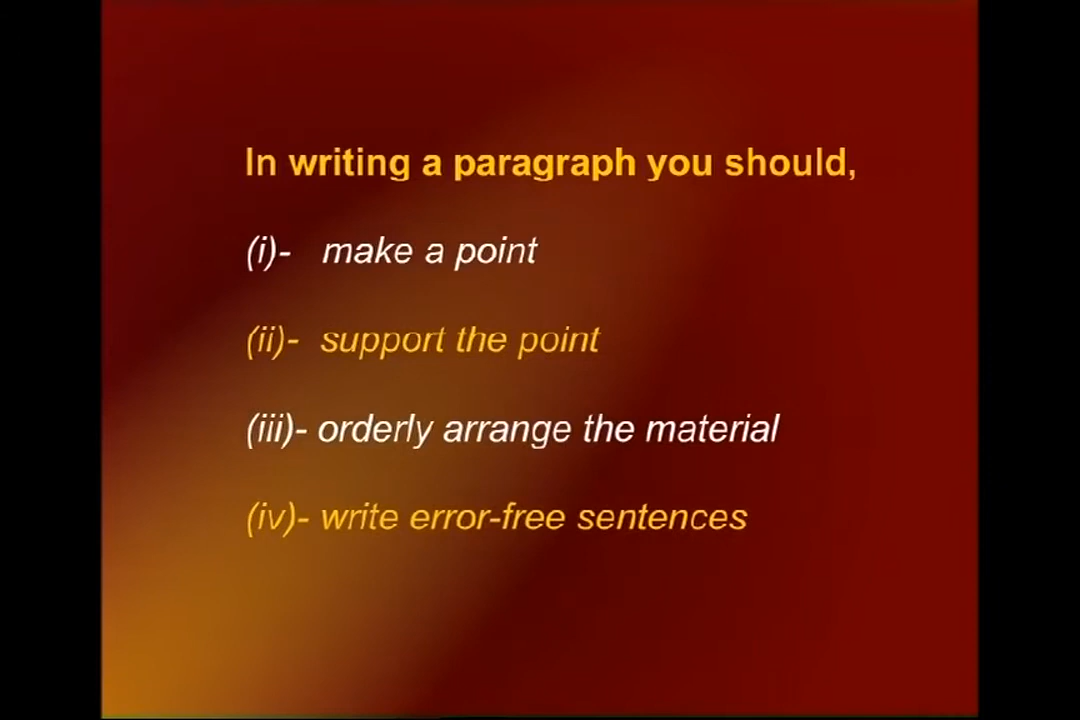 In writing a paragraph you should,
(i)- make a point
(ii)- support the point
(iii)- orderly arrange the material
(iv)- write error-free sentences